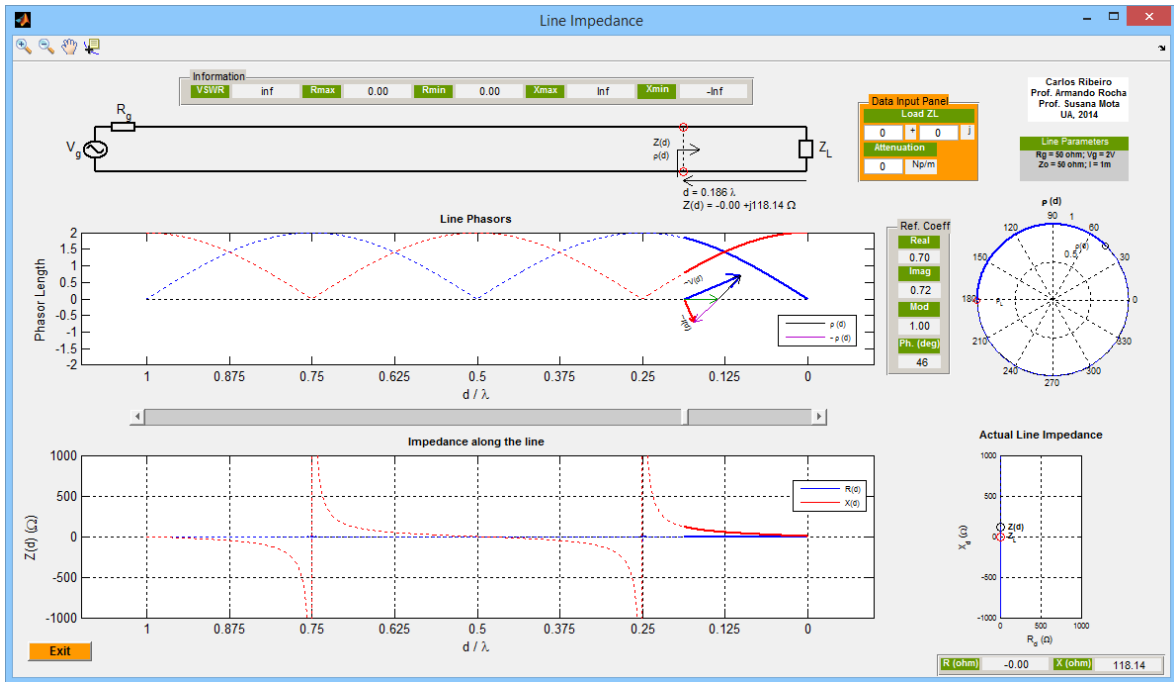 Line Impedance
Information
VSWR inf Rmax 0.00 Rmin 0.00 Xmax Inf Xmin -Inf
Carlos Ribeiro
Prof. Armando Rocha
Prof. Susana Mota
UA, 2014
Data Input Panel
Load ZL
0 + 0 j
Attenuation
0 Np/m
Line Parameters
Rg = 50 ohm; Vg = 2V
Zo = 50 ohm; l = 1m
Rg
Vg
Z(d)
ρ(d)
ZL
d = 0.186 λ
Z(d) = -0.00 +j118.14 Ω
Line Phasors
Phasor Length
2
1.5
1
0.5
0
-0.5
-1
-1.5
-2
~V(d)
~I(d)
ρ (d)
- ρ (d)
1 0.875 0.75 0.625 0.5 0.375 0.25 0.125 0
d / λ
Ref. Coeff
Real
0.70
Imag
0.72
Mod
1.00
Ph. (deg)
46
ρ (d)
90 1
120 60
150 30
180 0
210 330
240 300
270
0.5
ρ(d)
ρL
Impedance along the line
Z(d) (Ω)
1000
500
0
-500
-1000
R(d)
X(d)
1 0.875 0.75 0.625 0.5 0.375 0.25 0.125 0
d / λ
Actual Line Impedance
1000
500
0
-500
-1000
Z(d)
ZL
0 500 1000
Exit
R (ohm) -0.00 X (ohm) 118.14